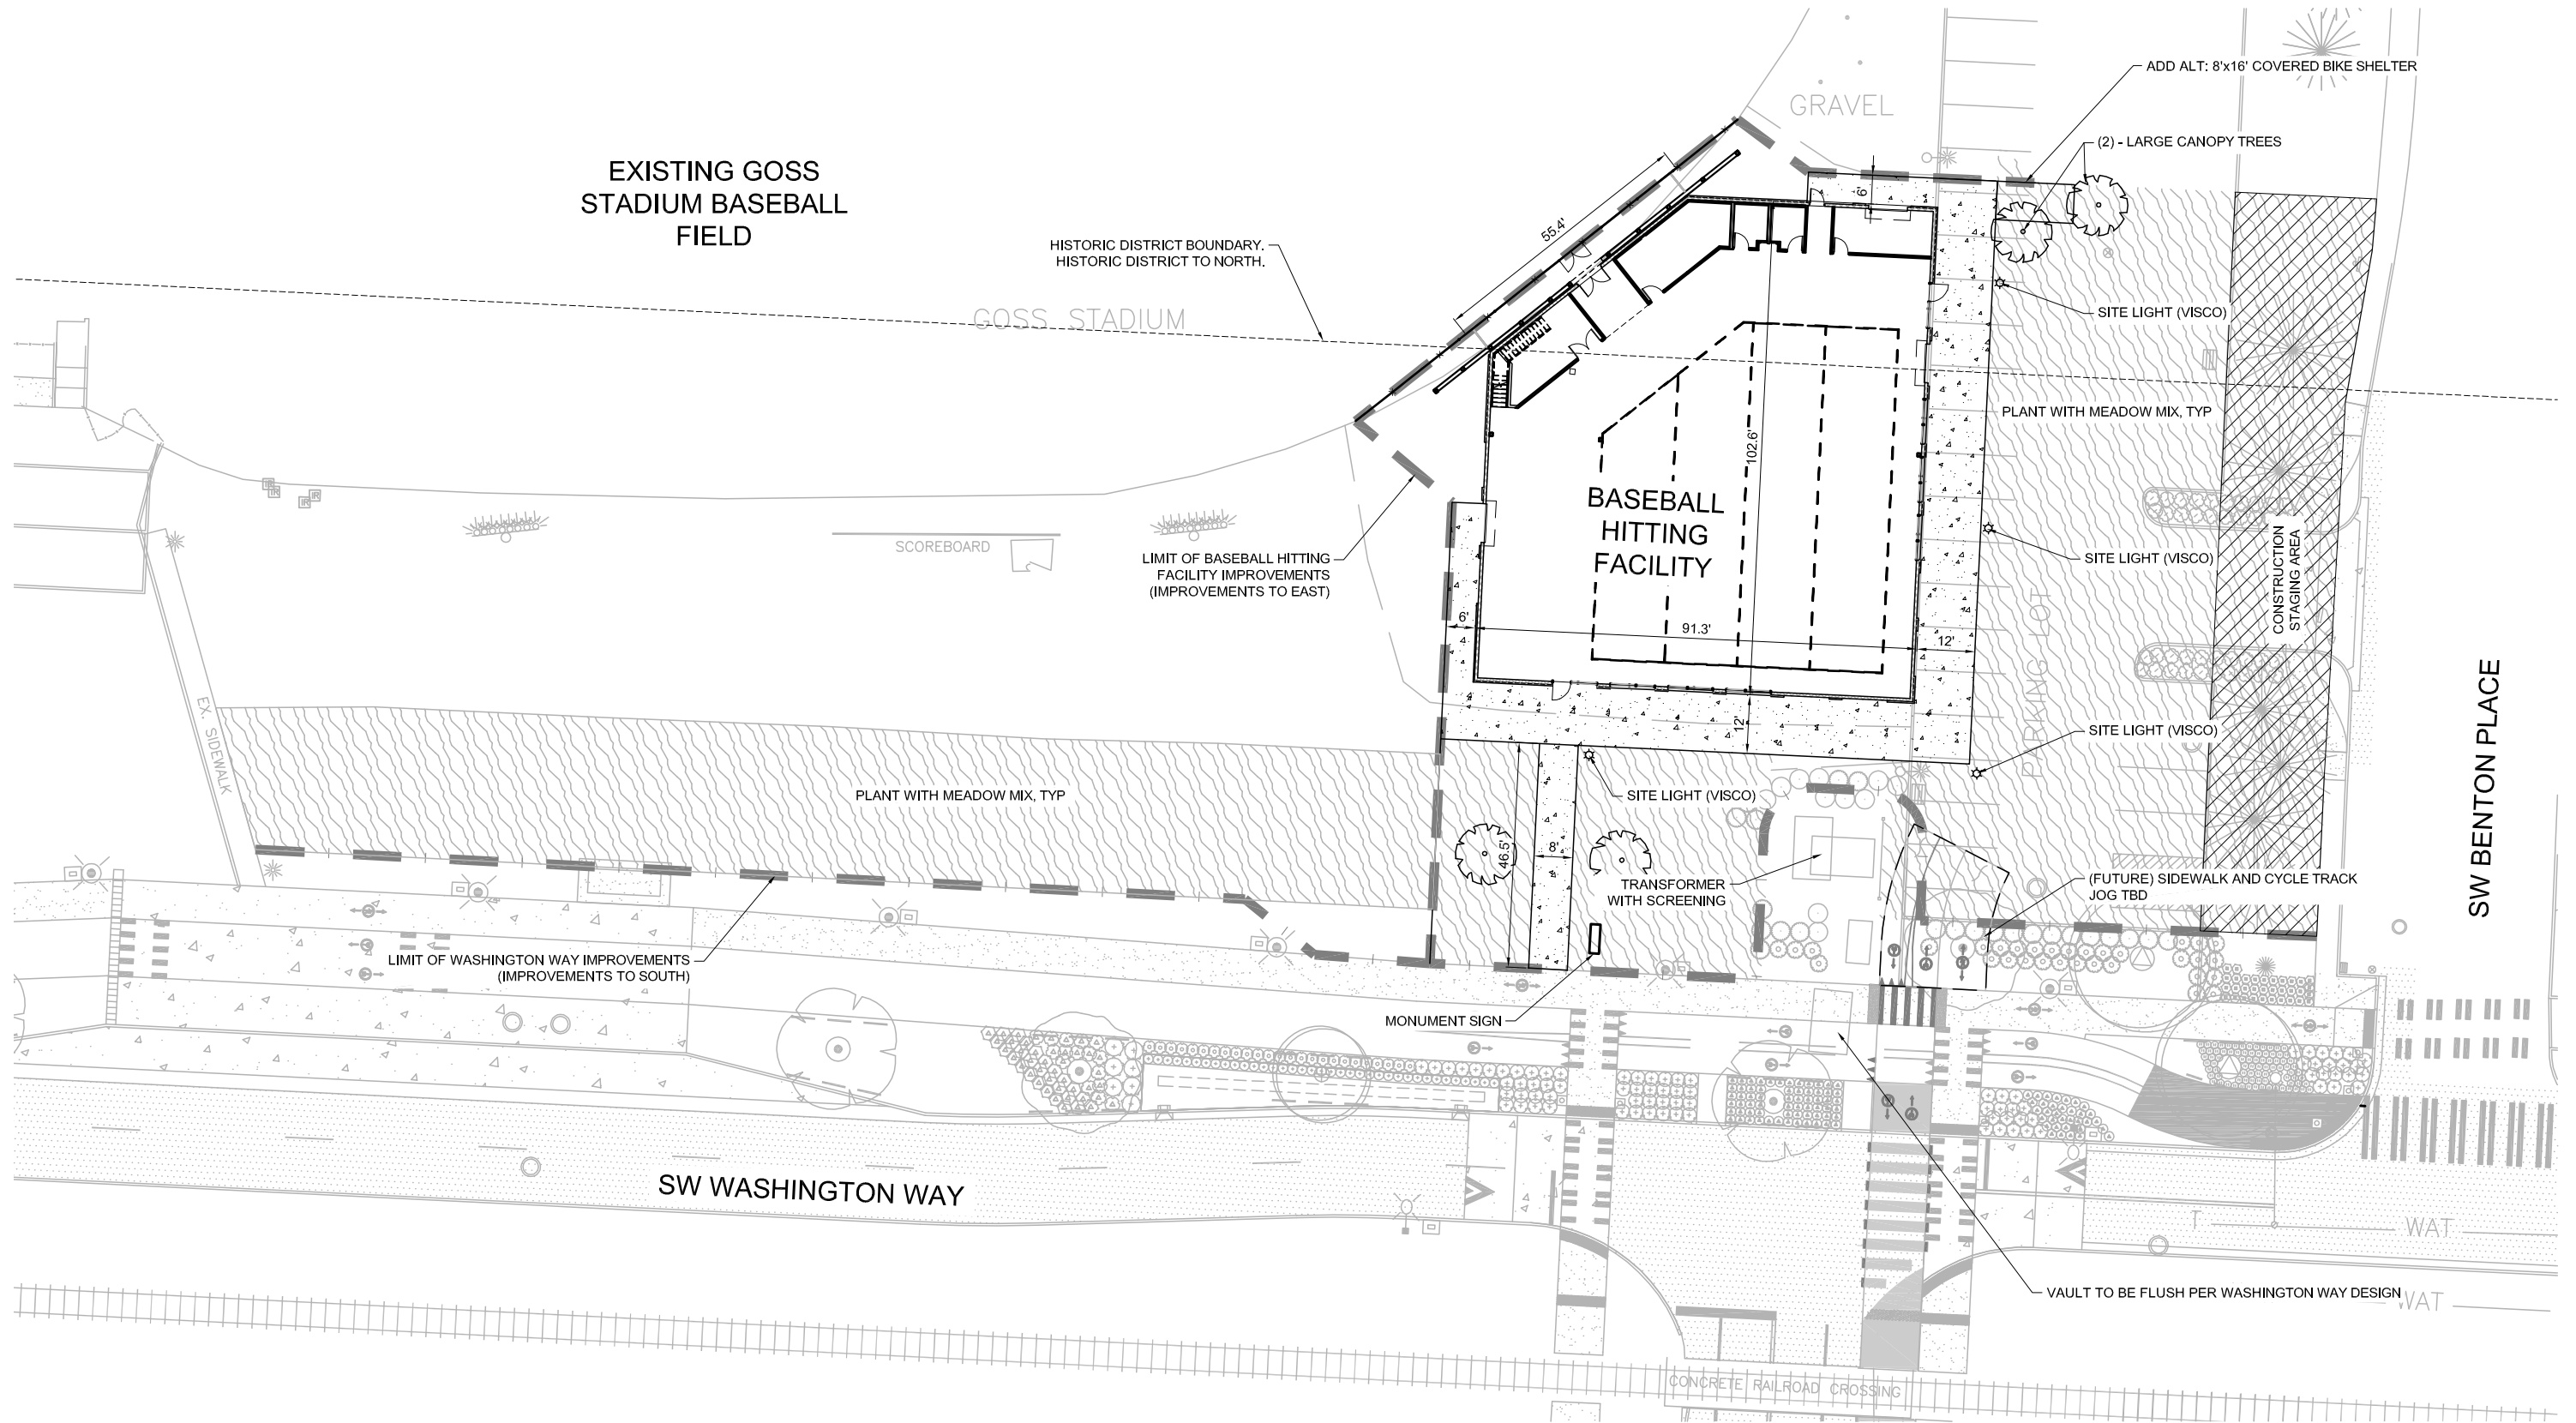 ADD ALT: 8'x16' COVERED BIKE SHELTER
GRAVEL
(2) - LARGE CANOPY TREES
EXISTING GOSS
STADIUM BASEBALL
FIELD
6'
55.4'
HISTORIC DISTRICT BOUNDARY.
HISTORIC DISTRICT TO NORTH.
GOSS STADIUM
SITE LIGHT (VISCO)
PLANT WITH MEADOW MIX, TYP
102.6'
BASEBALL
HITTING
FACILITY
IR
IR
IR
IR
SCOREBOARD
LIMIT OF BASEBALL HITTING
FACILITY IMPROVEMENTS
(IMPROVEMENTS TO EAST)
SITE LIGHT (VISCO)
CONSTRUCTION
STAGING AREA
6'
91.3'
12'
PARKING LOT
SW BENTON PLACE
EX. SIDEWALK
12'
SITE LIGHT (VISCO)
PLANT WITH MEADOW MIX, TYP
SITE LIGHT (VISCO)
46.5'
8'
TRANSFORMER
WITH SCREENING
(FUTURE) SIDEWALK AND CYCLE TRACK
JOG TBD
LIMIT OF WASHINGTON WAY IMPROVEMENTS
(IMPROVEMENTS TO SOUTH)
MONUMENT SIGN
SW WASHINGTON WAY
T
WAT
VAULT TO BE FLUSH PER WASHINGTON WAY DESIGN
WAT
CONCRETE RAILROAD CROSSING